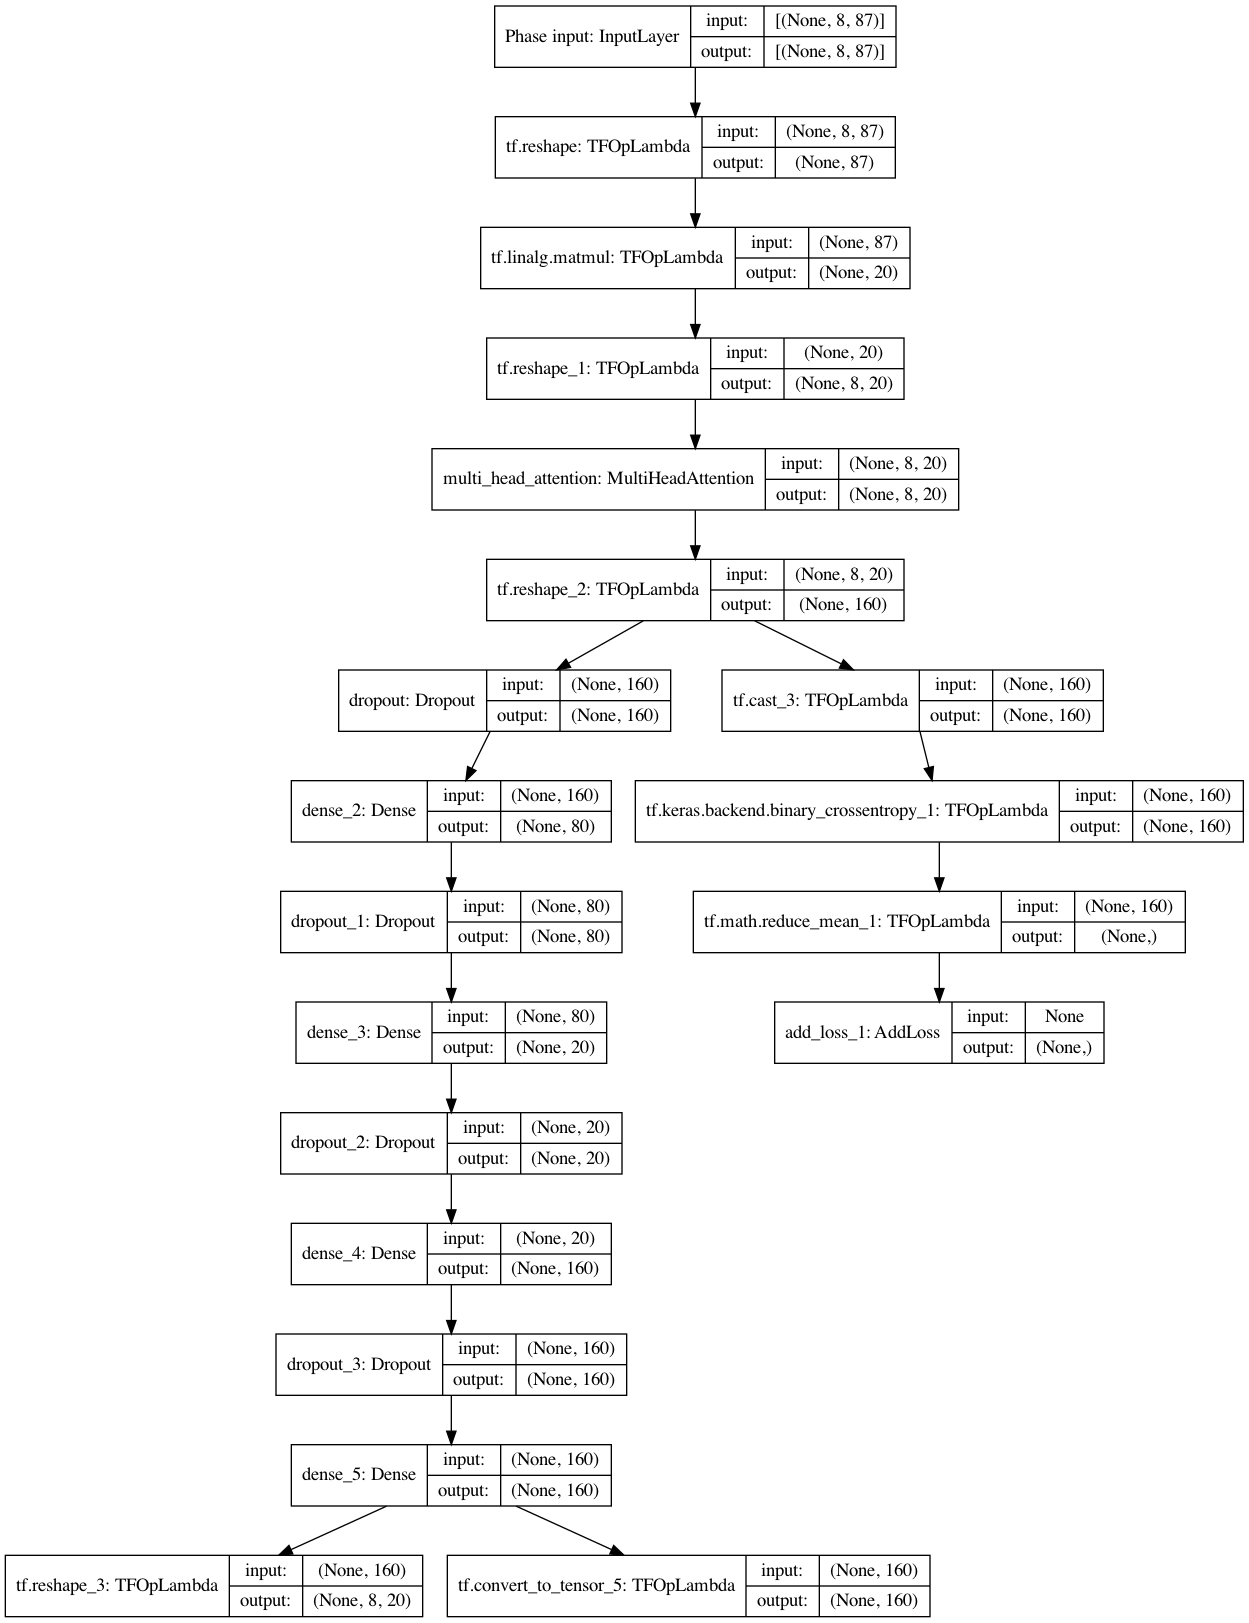 Phase input: InputLayer
input: [(None, 8, 87)]
output: [(None, 8, 87)]
tf.reshape: TFOpLambda
input: (None, 8, 87)
output: (None, 87)
tf.linalg.matmul: TFOpLambda
input: (None, 87)
output: (None, 20)
tf.reshape_1: TFOpLambda
input: (None, 20)
output: (None, 8, 20)
multi_head_attention: MultiHeadAttention
input: (None, 8, 20)
output: (None, 8, 20)
tf.reshape_2: TFOpLambda
input: (None, 8, 20)
output: (None, 160)
dropout: Dropout
input: (None, 160)
output: (None, 160)
tf.cast_3: TFOpLambda
input: (None, 160)
output: (None, 160)
dense_2: Dense
input: (None, 160)
output: (None, 80)
tf.keras.backend.binary_crossentropy_1: TFOpLambda
input: (None, 160)
output: (None, 160)
dropout_1: Dropout
input: (None, 80)
output: (None, 80)
tf.math.reduce_mean_1: TFOpLambda
input: (None, 160)
output: (None,)
dense_3: Dense
input: (None, 80)
output: (None, 20)
add_loss_1: AddLoss
input: None
output: (None,)
dropout_2: Dropout
input: (None, 20)
output: (None, 20)
dense_4: Dense
input: (None, 20)
output: (None, 160)
dropout_3: Dropout
input: (None, 160)
output: (None, 160)
dense_5: Dense
input: (None, 160)
output: (None, 160)
tf.reshape_3: TFOpLambda
input: (None, 160)
output: (None, 8, 20)
tf.convert_to_tensor_5: TFOpLambda
input: (None, 160)
output: (None, 160)